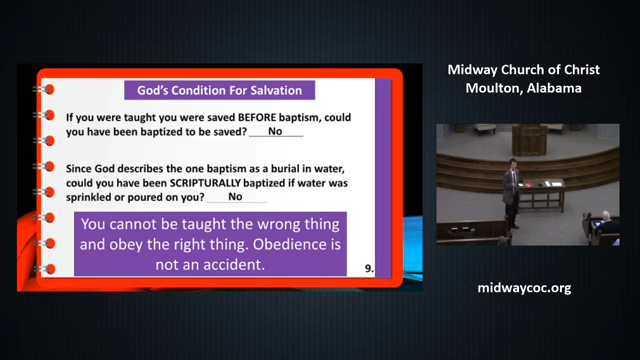 God's Condition For Salvation
If you were taught you were saved BEFORE baptism, could
you have been baptized to be saved? No
Since God describes the one baptism as a burial in water,
could you have been SCRIPTURALLY baptized if water was
sprinkled or poured on you? No
You cannot be taught the wrong thing
and obey the right thing. Obedience is
not an accident.
9.
Midway Church of Christ
Moulton, Alabama
midwaycoc.org